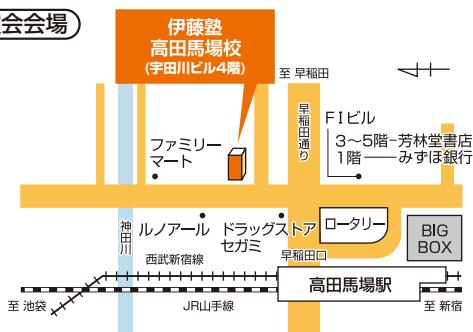 会会場
伊藤塾
高田馬場校
(宇田川ビル4階)
至 早稲田
早稲田通り
FIビル
3〜5階−芳林堂書店
1階──みずほ銀行
ファミリー
マート
神田川
ルノアール
ドラッグストア
セガミ
ロータリー
BIG
BOX
早稲田口
西武新宿線
高田馬場駅
至 池袋
JR山手線
至 新宿